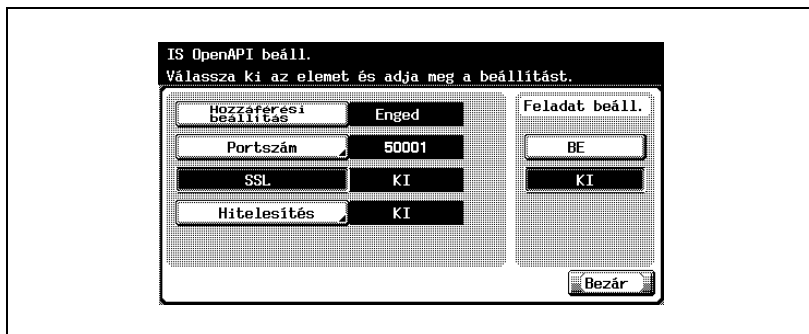 IS OpenAPI beáll.
Válassza ki az elemet és adja meg a beállítást.
Hozzáférési
beállítás
Enged
Portszám
50001
SSL
KI
Hitelesítés
KI
Feladat beáll.
BE
KI
Bezár